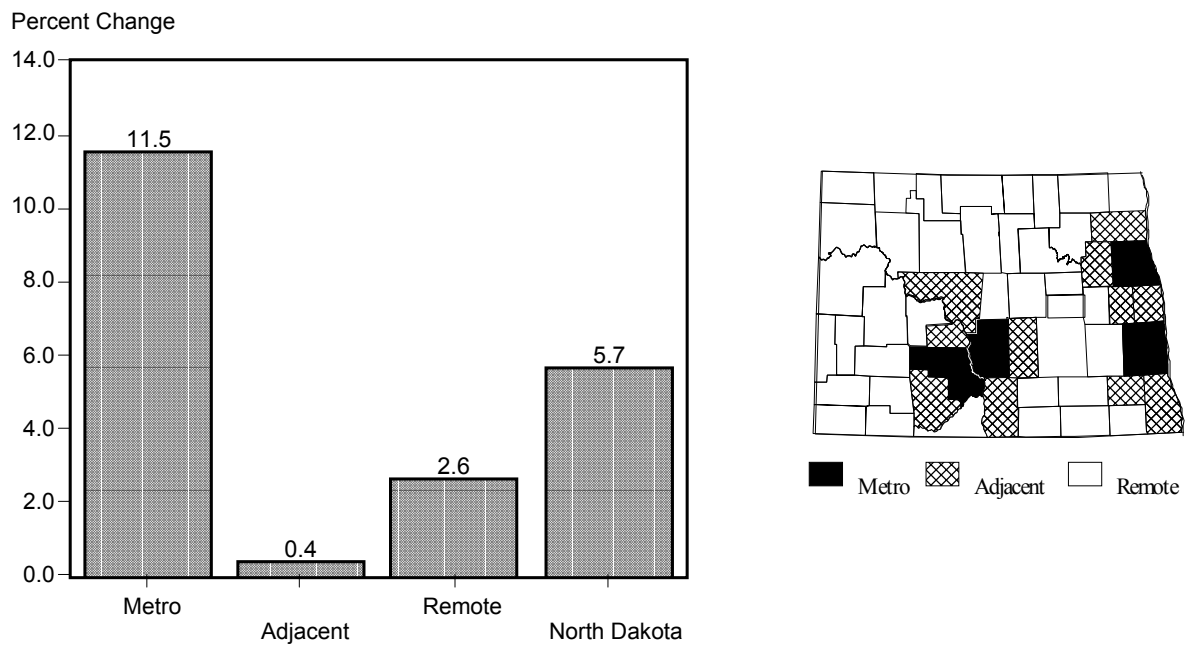 Percent Change
14.0
12.0
10.0
8.0
6.0
4.0
2.0
0.0
11.5
0.4
2.6
5.7
Metro
Adjacent
Remote
North Dakota
Metro Adjacent Remote